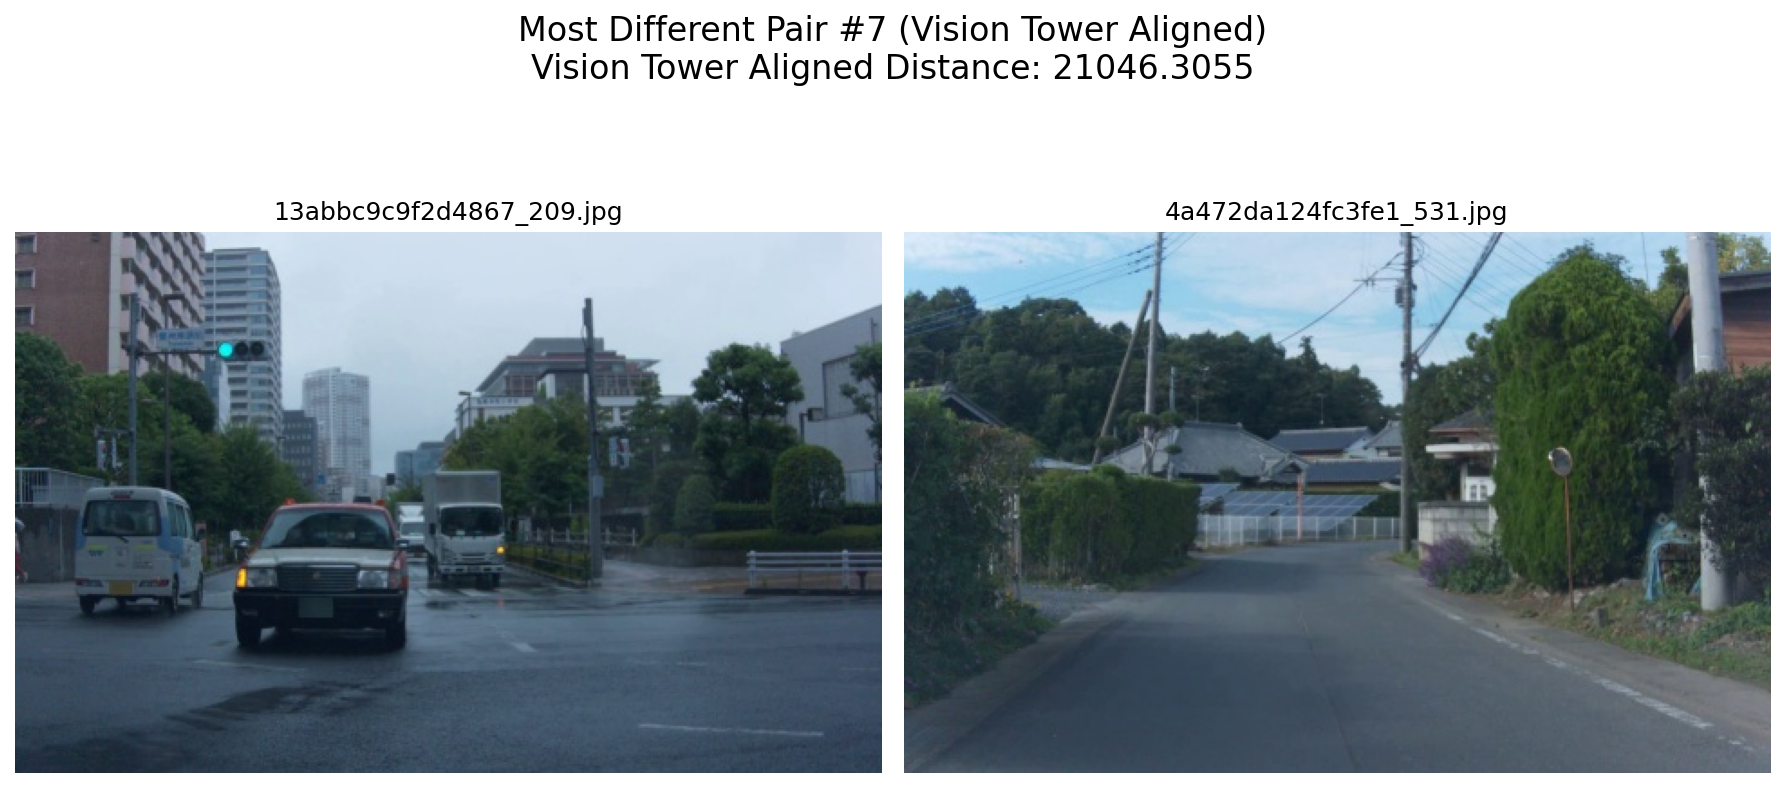 Most Different Pair #7 (Vision Tower Aligned)
Vision Tower Aligned Distance: 21046.3055
13abbc9c9f2d4867_209.jpg
4a472da124fc3fe1_531.jpg